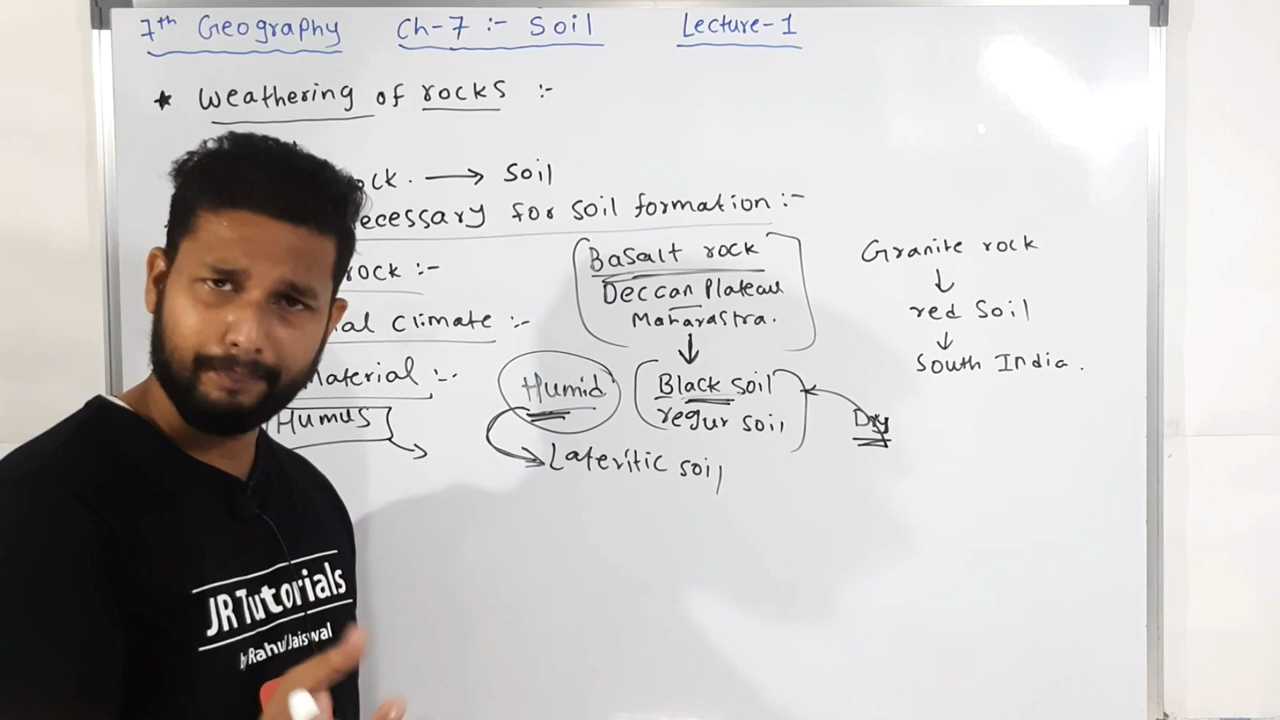 7th Geography Ch-7 :- Soil Lecture-1
★ Weathering of rocks :-
ock. → Soil
ecessary for soil formation :-
rock :-
Basalt rock
Deccan Plateau
Maharastra.
Granite rock
↓
red Soil
↓
South India.
al climate :-
Material :-
Humus
Humid
↓
Black soil
regur soil
Dry
Lateritic soil
JR Tutorials
by Rahul Jaiswal